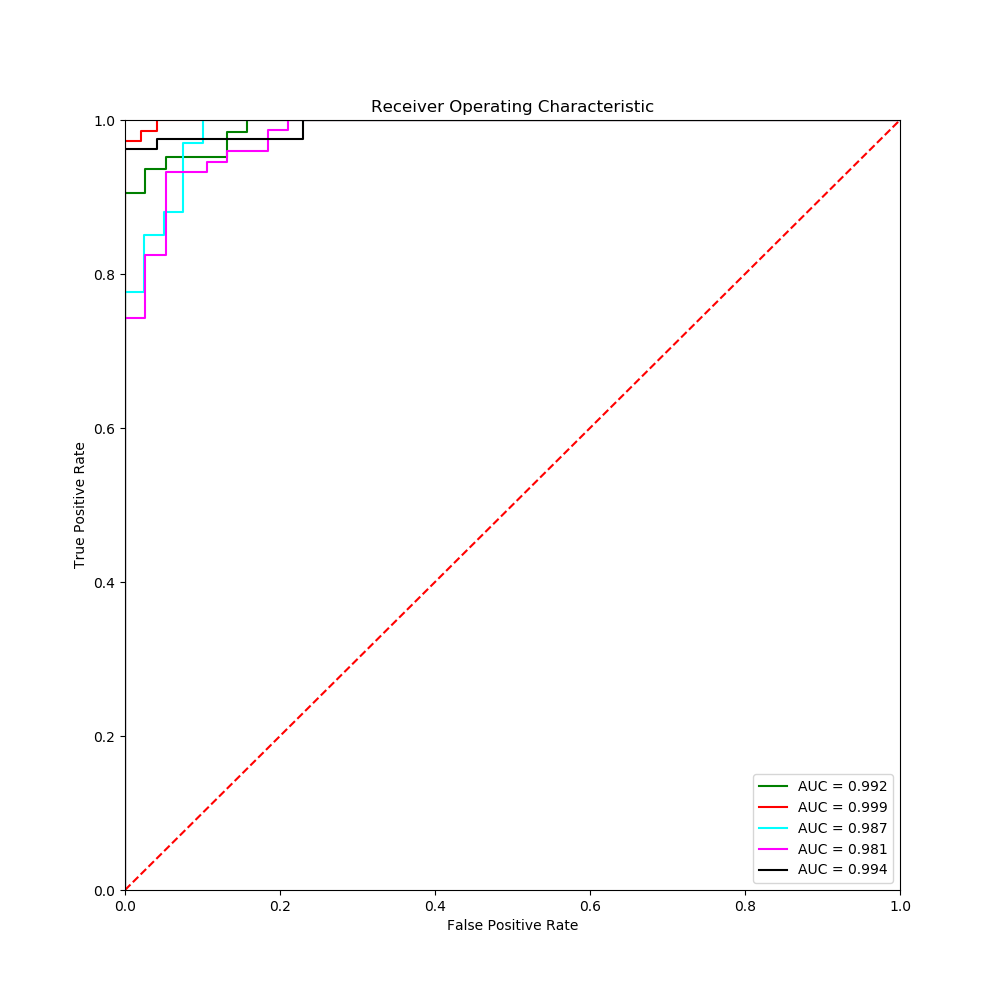 Receiver Operating Characteristic
1.0
0.8
0.6
0.4
0.2
0.0
True Positive Rate
0.0 0.2 0.4 0.6 0.8 1.0
False Positive Rate
AUC = 0.992
AUC = 0.999
AUC = 0.987
AUC = 0.981
AUC = 0.994